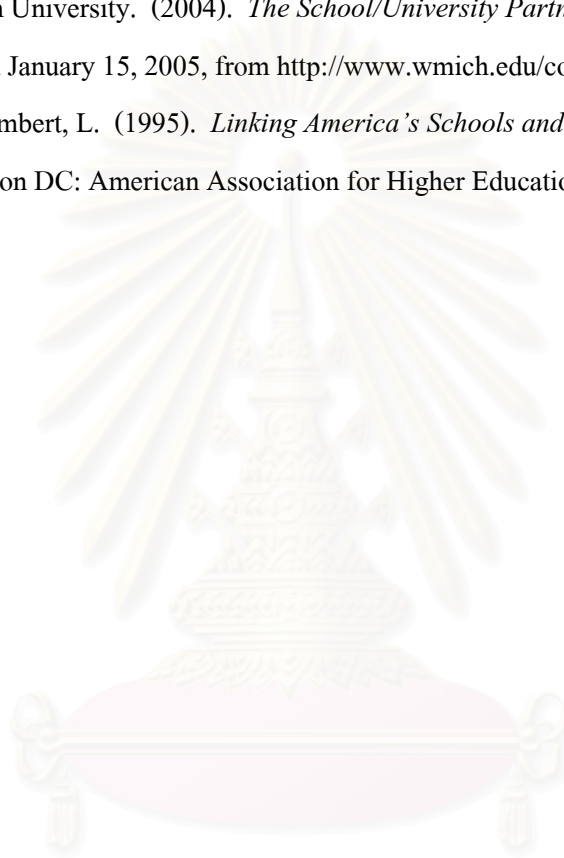 n University. (2004). The School/University Partn
January 15, 2005, from http://www.wmich.edu/co
mbert, L. (1995). Linking America’s Schools and
on DC: American Association for Higher Educatio